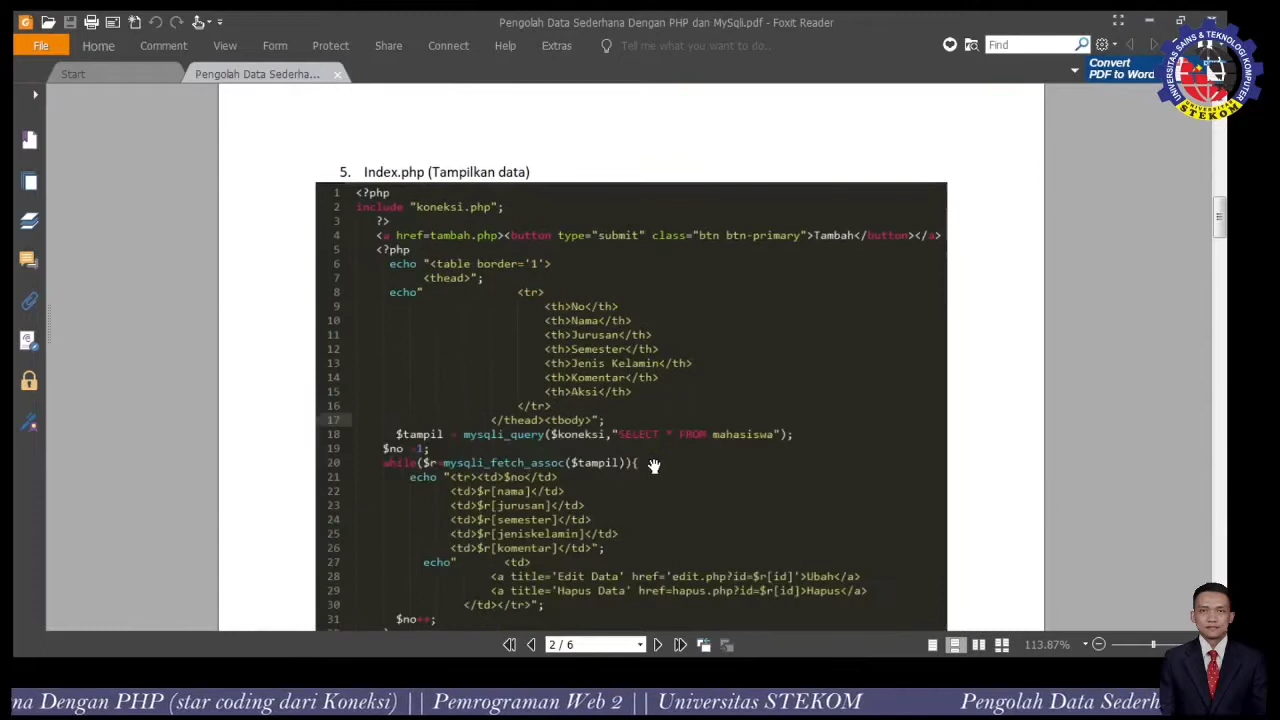 Pengolah Data Sederhana Dengan PHP dan MySqli.pdf - Foxit Reader
File Home Comment View Form Protect Share Connect Help Extras Tell me what you want to do.. Find
Start Pengolah Data Sederha... Convert
PDF to Word
UNIVERSITAS SAINS & TEKNOLOGI KOMPUTER
UNIVERSITAS
STEKOM
5. Index.php (Tampilkan data)
1 <?php
2 include "koneksi.php";
3 ?>
4 <a href=tambah.php><button type="submit" class="btn btn-primary">Tambah</button></a>
5 <?php
6 echo "<table border='1'>
7 <thead>";
8 echo" <tr>
9 <th>No</th>
10 <th>Nama</th>
11 <th>Jurusan</th>
12 <th>Semester</th>
13 <th>Jenis Kelamin</th>
14 <th>Komentar</th>
15 <th>Aksi</th>
16 </tr>
17 </thead><tbody>";
18 $tampil = mysqli_query($koneksi,"SELECT * FROM mahasiswa");
19 $no =1;
20 while($r=mysqli_fetch_assoc($tampil)){
21 echo "<tr><td>$no</td>
22 <td>$r[nama]</td>
23 <td>$r[jurusan]</td>
24 <td>$r[semester]</td>
25 <td>$r[jeniskelamin]</td>
26 <td>$r[komentar]</td>";
27 echo" <td>
28 <a title='Edit Data' href='edit.php?id=$r[id]'>Ubah</a>
29 <a title='Hapus Data' href=hapus.php?id=$r[id]>Hapus</a>
30 </td></tr>";
31 $no++;
2 / 6 113.87%
na Dengan PHP (star coding dari Koneksi) || Pemrograman Web 2 || Universitas STEKOM Pengolah Data Sederh